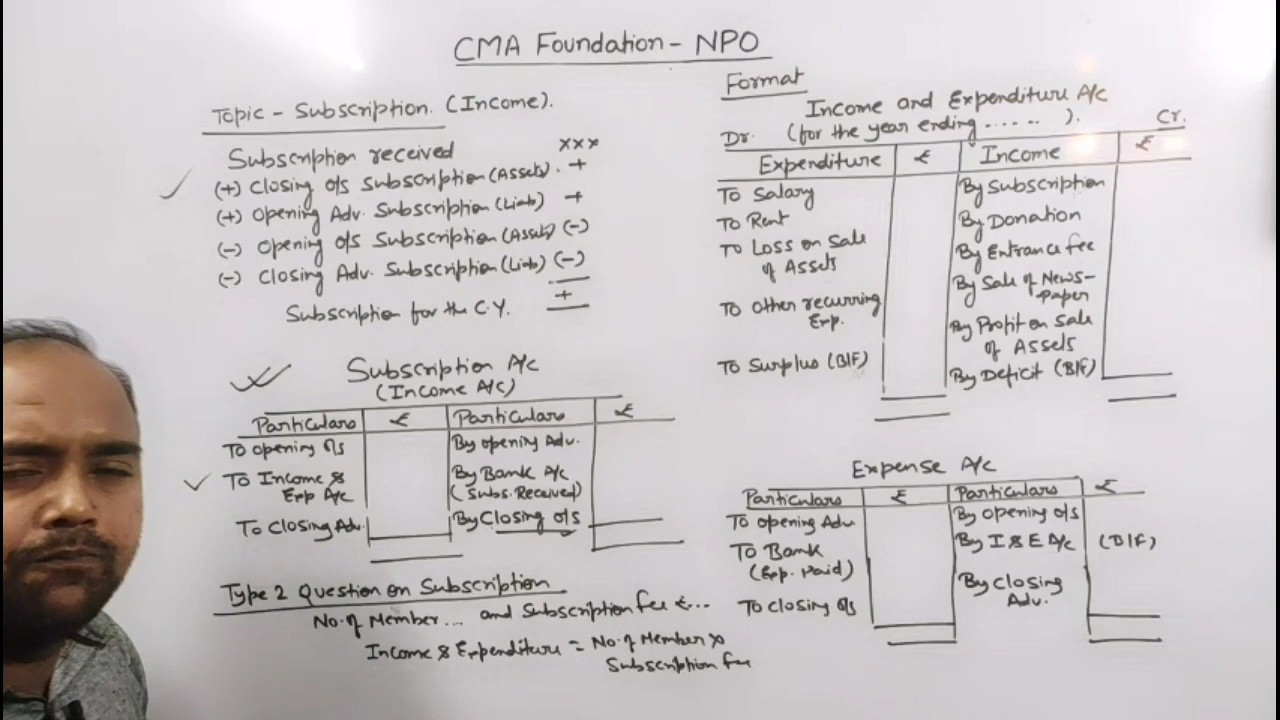 CMA Foundation - NPO
Topic - Subscription. (Income).
Subscription received xxx
(+) Closing o/s Subscription (Assets). +
(+) Opening Adv. Subscription (Liab) +
(-) Opening o/s Subscription (Asset) (-)
(-) Closing Adv. Subscription (Liab) (-)
Subscription for the C.Y. +
Subscription A/c
(Income A/c)
Particulars ₹ Particulars ₹
To opening o/s By opening Adv.
To Income & By Bank A/c
Exp A/c (Subs. Received)
To Closing Adv. By Closing o/s
Type 2 Question on Subscription
No. of Member ... and Subscription fee ₹...
Income & Expenditure = No. of Member x
Subscription fee
Format
Income and Expenditure A/c
Dr. (for the year ending ...... ). Cr.
Expenditure ₹ Income ₹
To Salary By Subscription
To Rent By Donation
To Loss on Sale By Entrance fee
of Assets By Sale of News-
paper
To other recurring By Profit on Sale
Exp. of Assets
To Surplus (B/F) By Deficit (B/F)
Expense A/c
Particulars ₹ Particulars ₹
To opening Adv By opening o/s
To Bank By I & E A/c (B/F)
(Exp. Paid) By Closing
To closing o/s Adv.